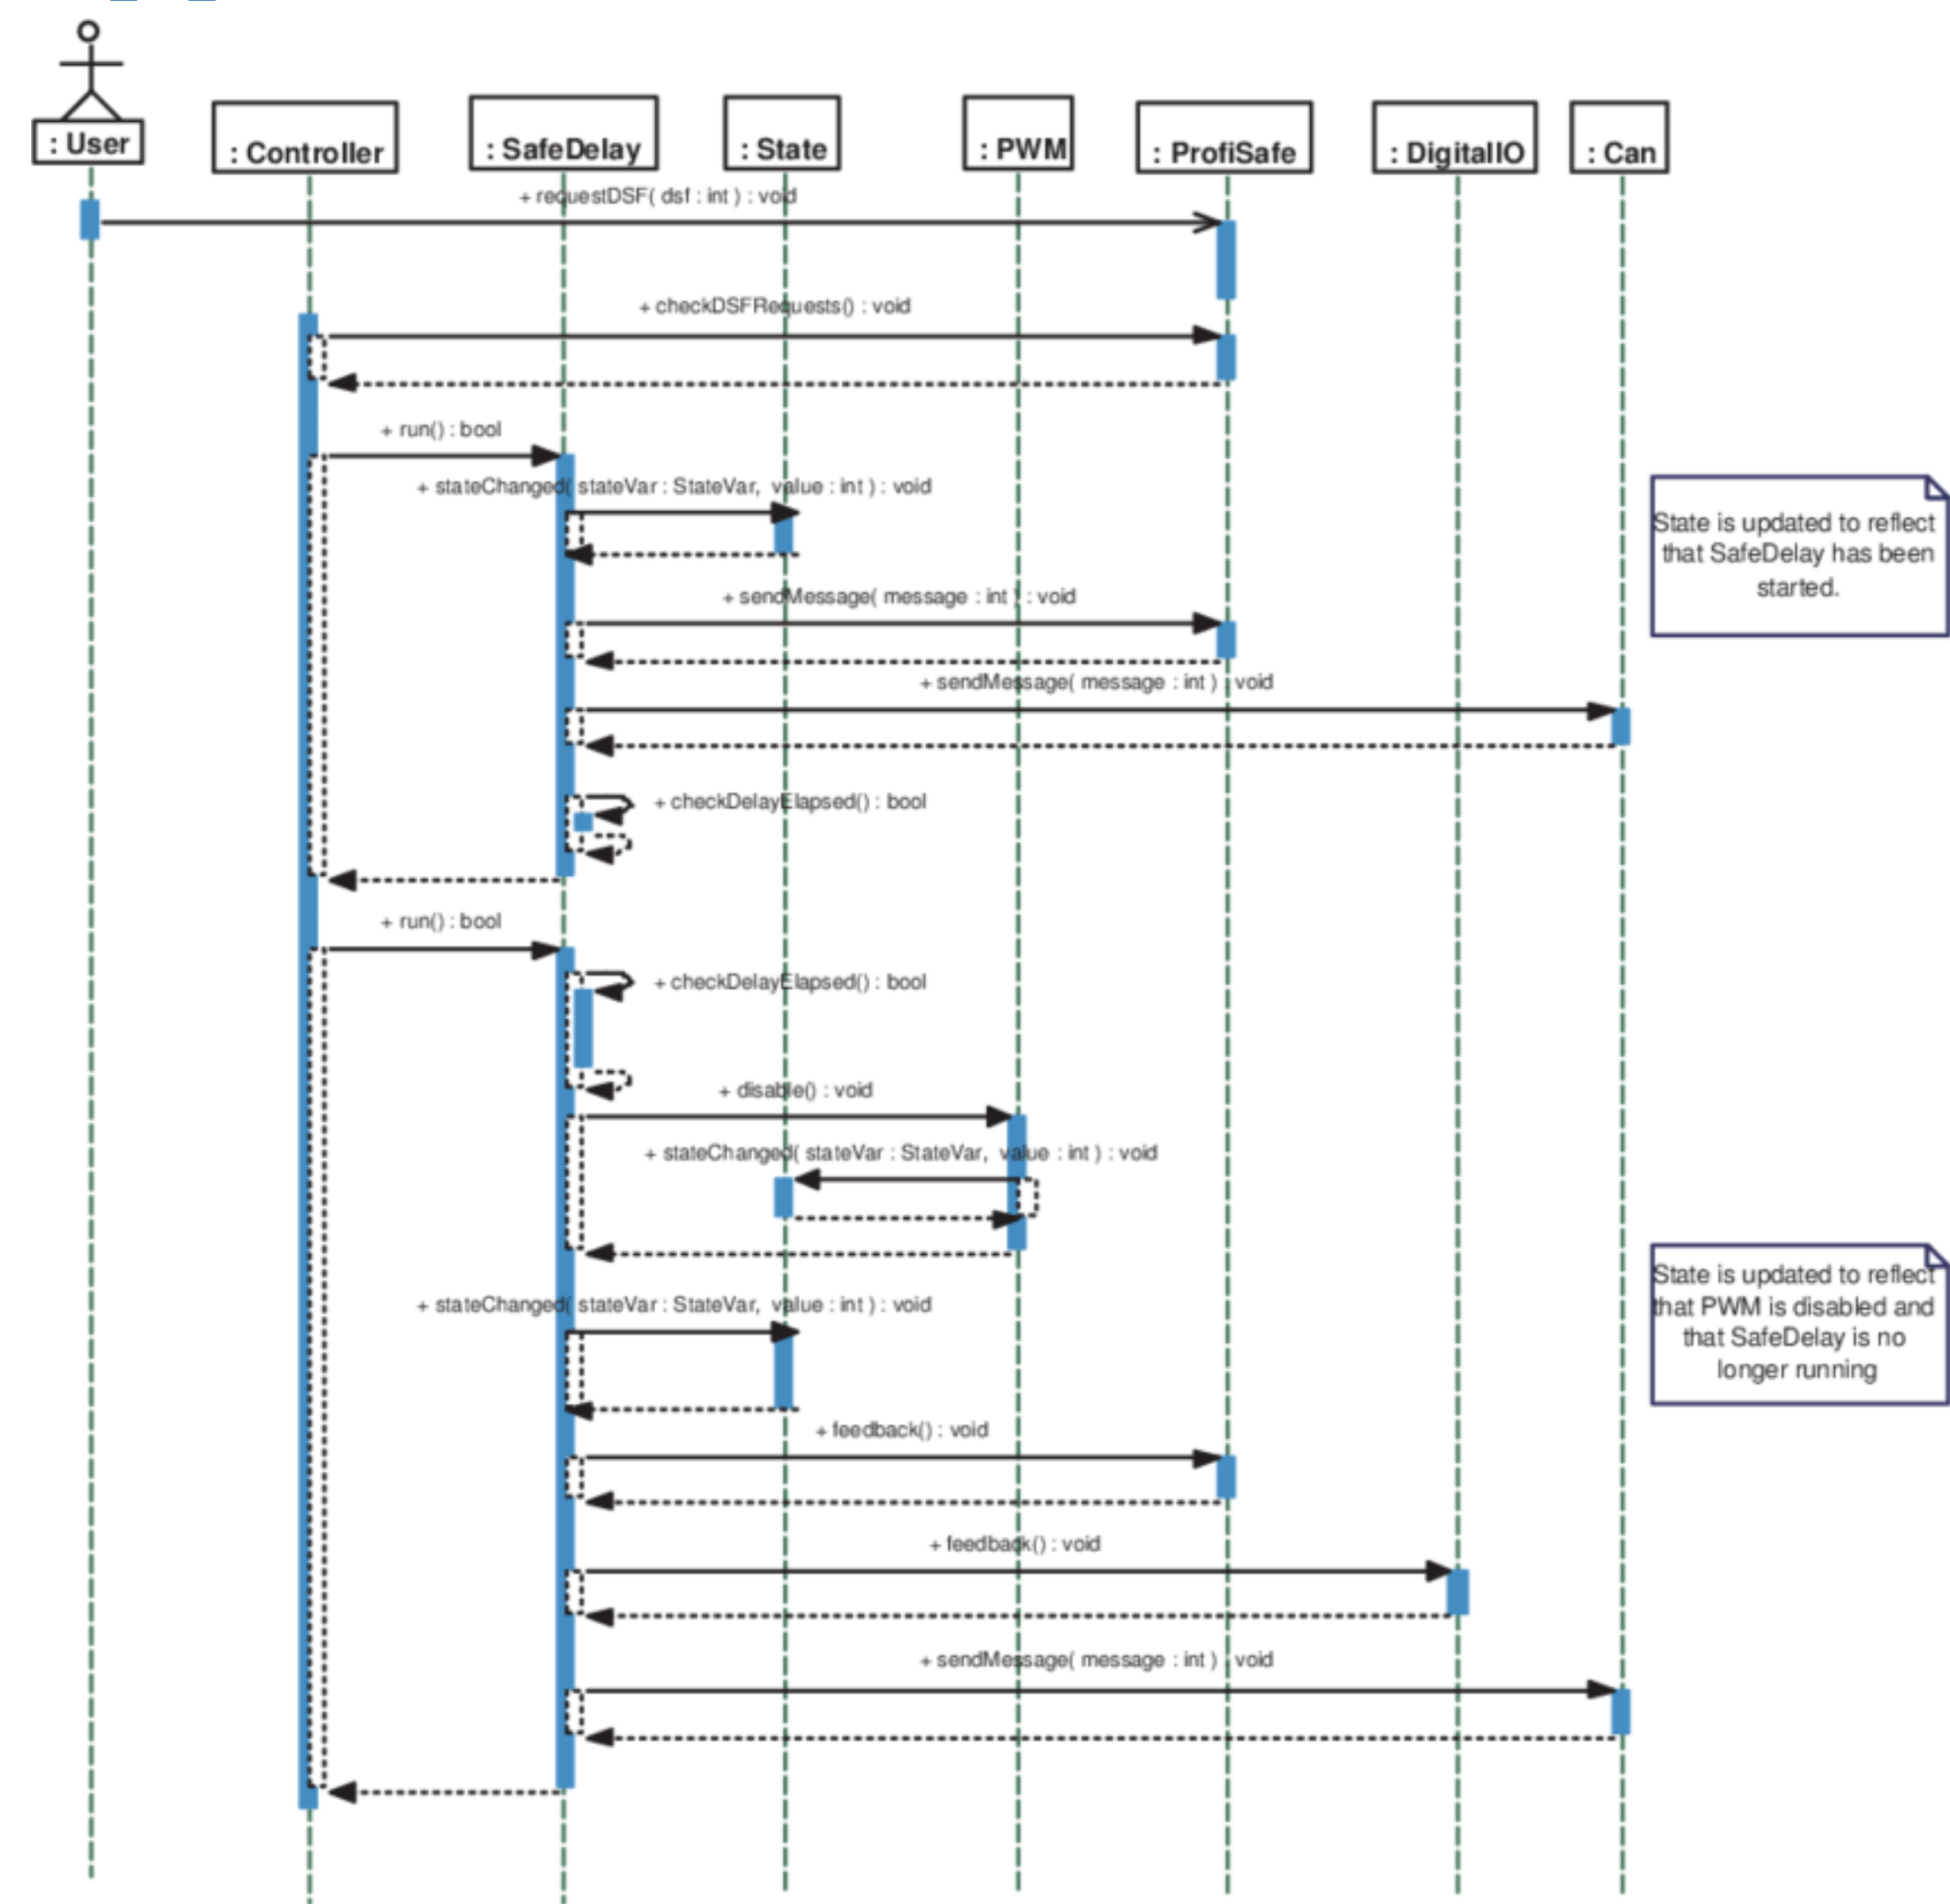 : User
: Controller
: SafeDelay
: State
: PWM
: ProfiSafe
: DigitalIO
: Can
+ requestDSF( dsf : int ) : void
+ checkDSFRequests() : void
+ run() : bool
+ stateChanged( stateVar : StateVar, value : int ) : void
State is updated to reflect
that SafeDelay has been
started.
+ sendMessage( message : int ) : void
+ sendMessage( message : int ) : void
+ checkDelayElapsed() : bool
+ run() : bool
+ checkDelayElapsed() : bool
+ disable() : void
+ stateChanged( stateVar : StateVar, value : int ) : void
State is updated to reflect
that PWM is disabled and
that SafeDelay is no
longer running
+ stateChanged( stateVar : StateVar, value : int ) : void
+ feedback() : void
+ feedback() : void
+ sendMessage( message : int ) : void